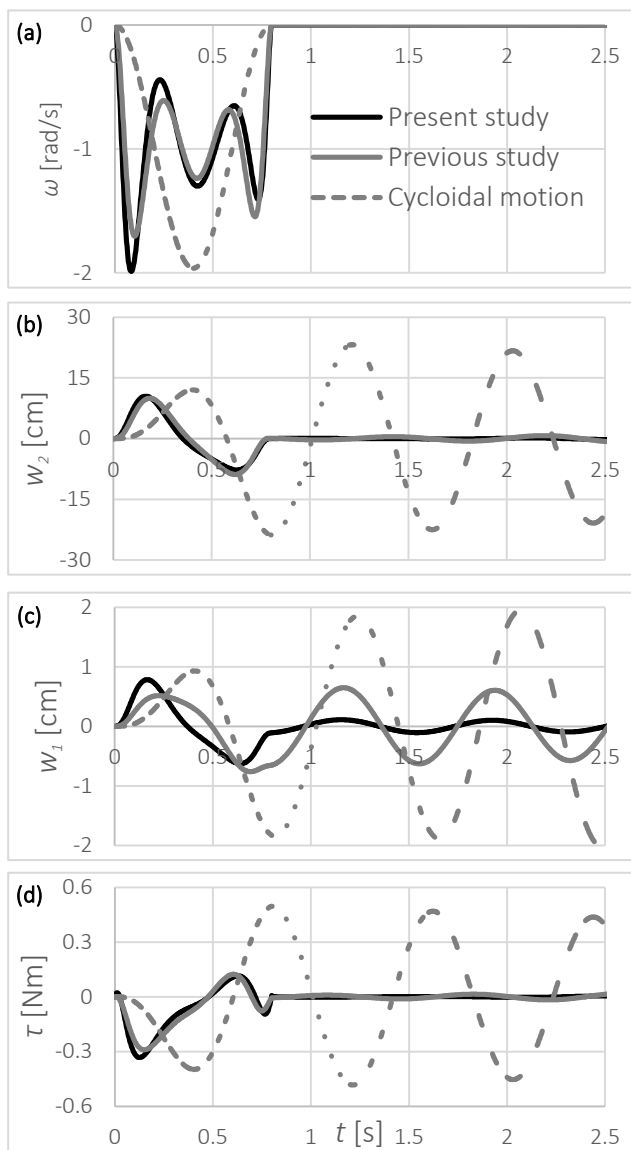 (a)
0
0 0.5 1 1.5 2 2.5
-1
-2
ω [rad/s]
Present study
Previous study
Cycloidal motion
(b)
30
15
0
-15
-30
w2 [cm]
0 0.5 1 1.5 2 2.5
(c)
2
1
0
-1
-2
w1 [cm]
0 0.5 1 1.5 2 2.5
(d)
0.6
0.3
0
-0.3
-0.6
τ [Nm]
0 0.5 t [s] 1 1.5 2 2.5